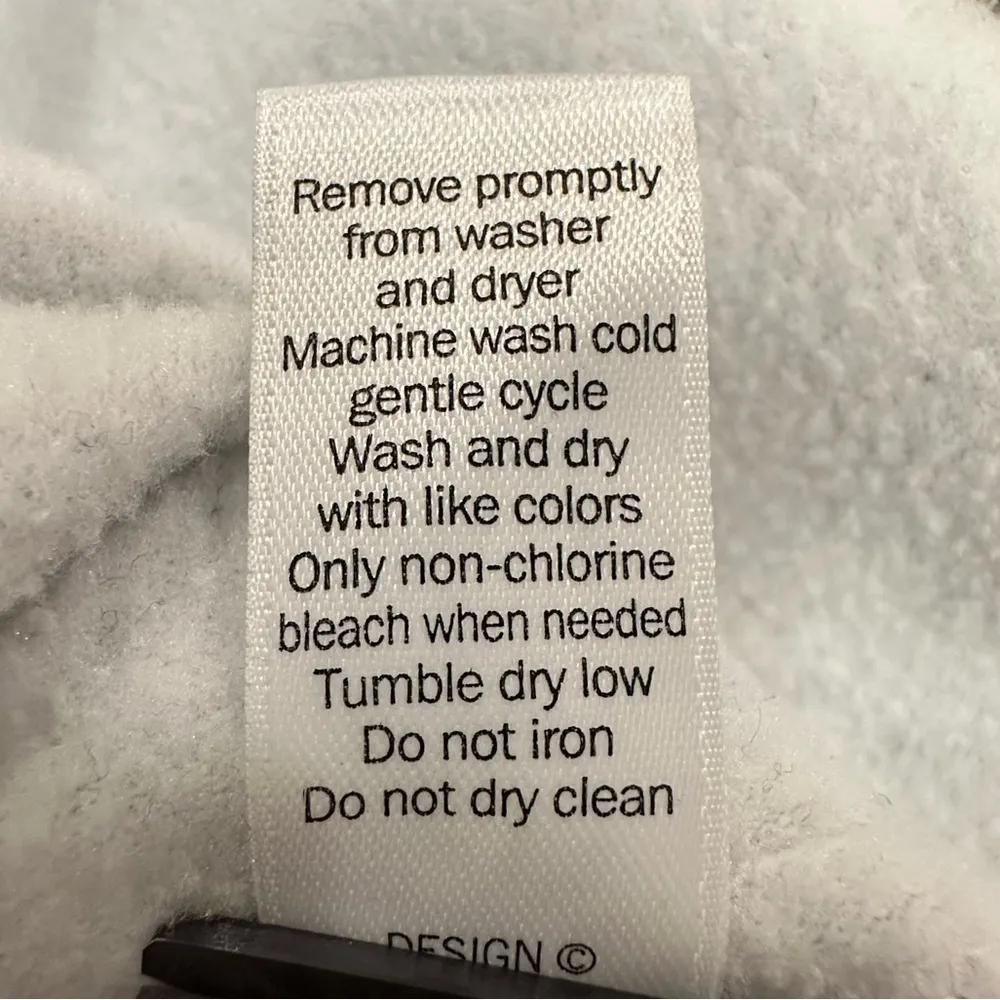 Remove promptly
from washer
and dryer
Machine wash cold
gentle cycle
Wash and dry
with like colors
Only non-chlorine
bleach when needed
Tumble dry low
Do not iron
Do not dry clean
DESIGN ©